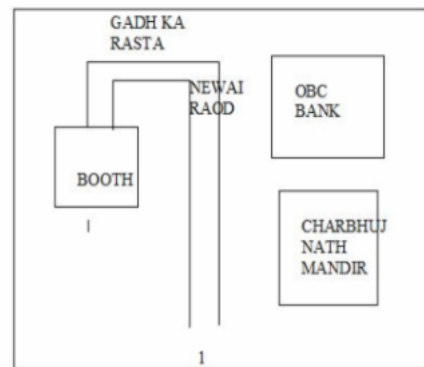 GADH KA
RASTA
NEWAI
RAOD
OBC
BANK
BOOTH
CHARBHUJ
NATH
MANDIR
1